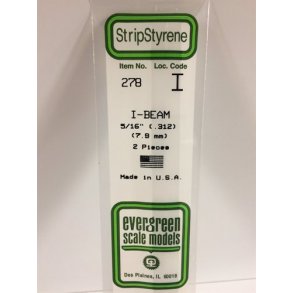 StripStyrene
Item No. Loc. Code
278 I
I-BEAM
5/16" (.312)
(7.9 mm)
2 Pieces
Made in U.S.A.
evergreen
scale models
Des Plaines, IL 60018